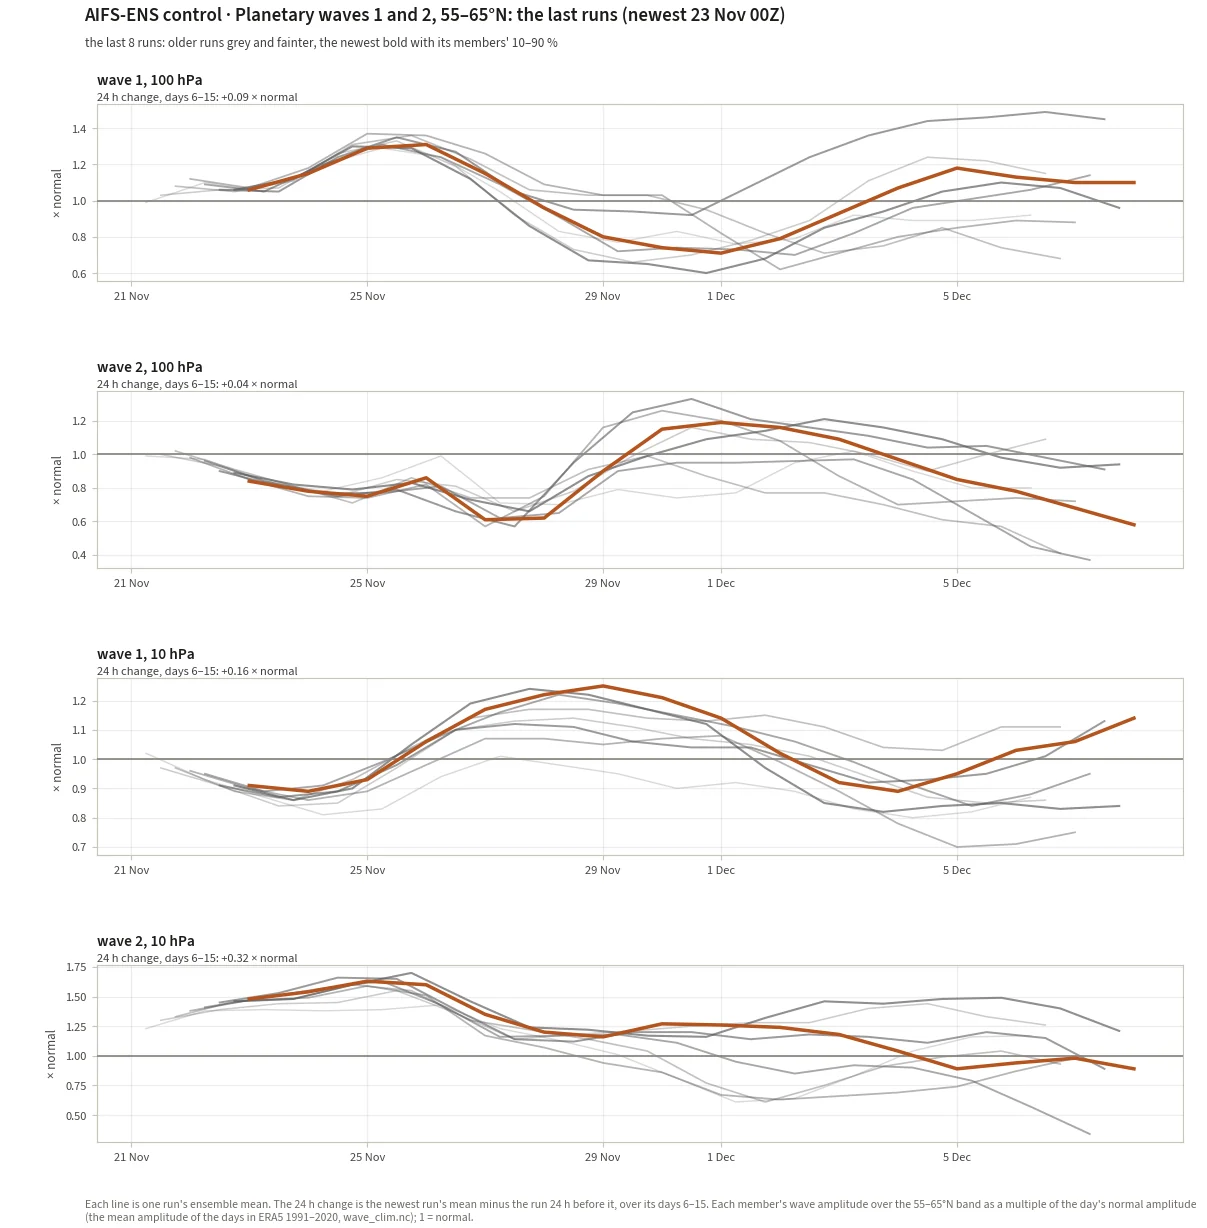 AIFS-ENS control · Planetary waves 1 and 2, 55–65°N: the last runs (newest 23 Nov 00Z)
the last 8 runs: older runs grey and fainter, the newest bold with its members' 10–90 %
wave 1, 100 hPa
24 h change, days 6–15: +0.09 × normal
1.4
1.2
1.0
0.8
0.6
× normal
21 Nov
25 Nov
29 Nov
1 Dec
5 Dec
wave 2, 100 hPa
24 h change, days 6–15: +0.04 × normal
1.2
1.0
0.8
0.6
0.4
× normal
21 Nov
25 Nov
29 Nov
1 Dec
5 Dec
wave 1, 10 hPa
24 h change, days 6–15: +0.16 × normal
1.2
1.1
1.0
0.9
0.8
0.7
× normal
21 Nov
25 Nov
29 Nov
1 Dec
5 Dec
wave 2, 10 hPa
24 h change, days 6–15: +0.32 × normal
1.75
1.50
1.25
1.00
0.75
0.50
× normal
21 Nov
25 Nov
29 Nov
1 Dec
5 Dec
Each line is one run's ensemble mean. The 24 h change is the newest run's mean minus the run 24 h before it, over its days 6–15. Each member's wave amplitude over the 55–65°N band as a multiple of the day's normal amplitude
(the mean amplitude of the days in ERA5 1991–2020, wave_clim.nc); 1 = normal.